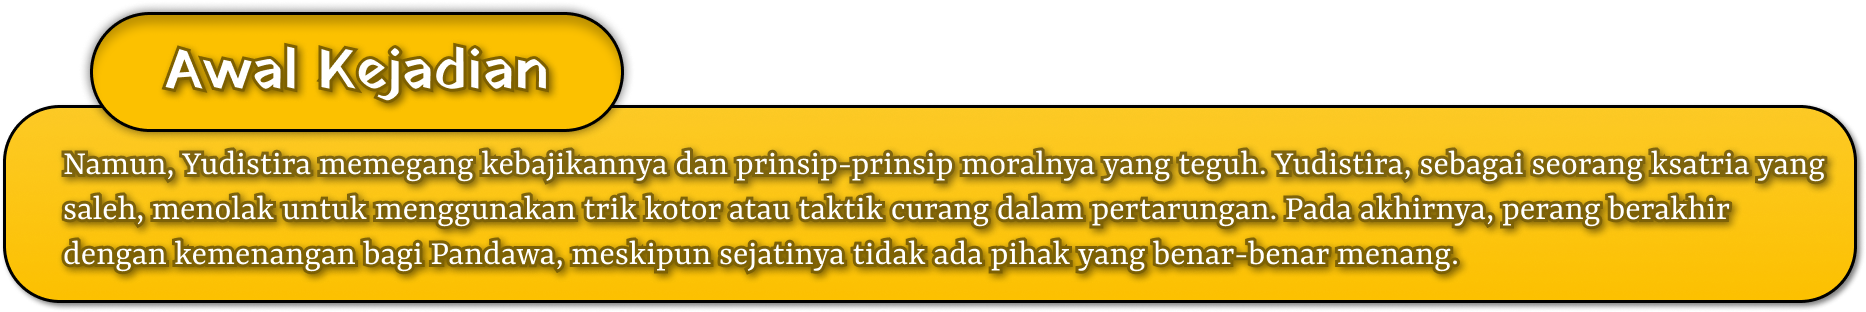 Awal Kejadian
Namun, Yudistira memegang kebajikannya dan prinsip-prinsip moralnya yang teguh. Yudistira, sebagai seorang ksatria yang
saleh, menolak untuk menggunakan trik kotor atau taktik curang dalam pertarungan. Pada akhirnya, perang berakhir
dengan kemenangan bagi Pandawa, meskipun sejatinya tidak ada pihak yang benar-benar menang.